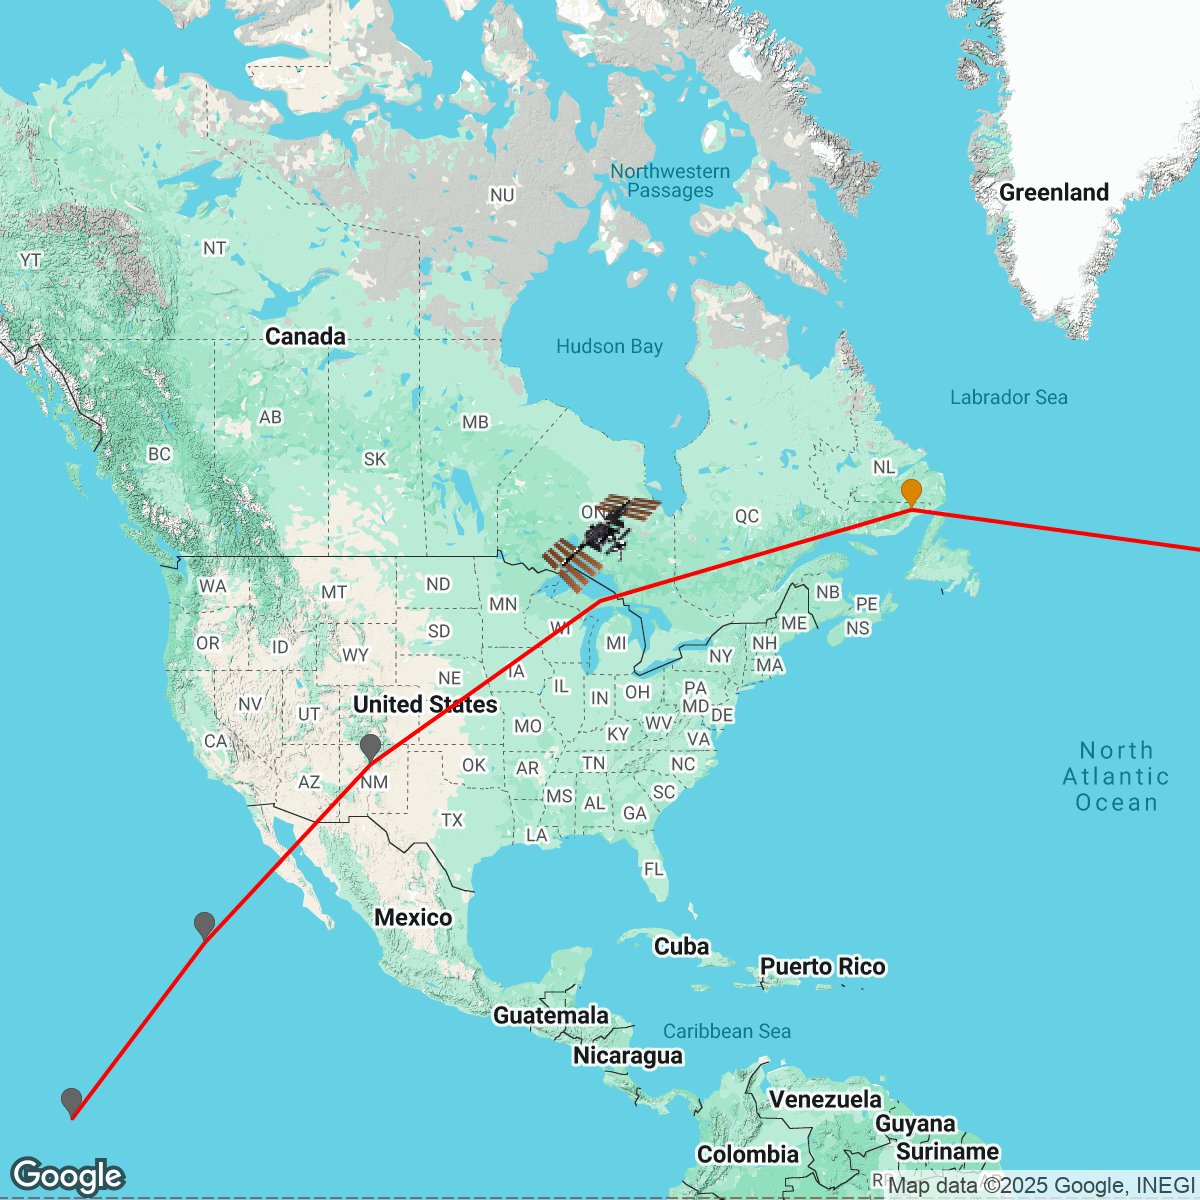 Northwestern
Passages
Greenland
NU
NT
YT
Canada
Hudson Bay
Labrador Sea
AB
MB
BC
SK
NL
ON
QC
WA
MT
ND
MN
NB
PE
OR
ID
SD
WI
MI
ME
NS
WY
NH
NY
MA
NV
UT
NE
IA
IL
IN
OH
PA
MD
DE
United States
CA
MO
KY
WV
VA
North
Atlantic
Ocean
AZ
NM
OK
AR
TN
NC
TX
MS
AL
SC
GA
LA
FL
Mexico
Cuba
Puerto Rico
Guatemala
Caribbean Sea
Nicaragua
Venezuela
Guyana
Colombia
Suriname
Google
Map data ©2025 Google, INEGI